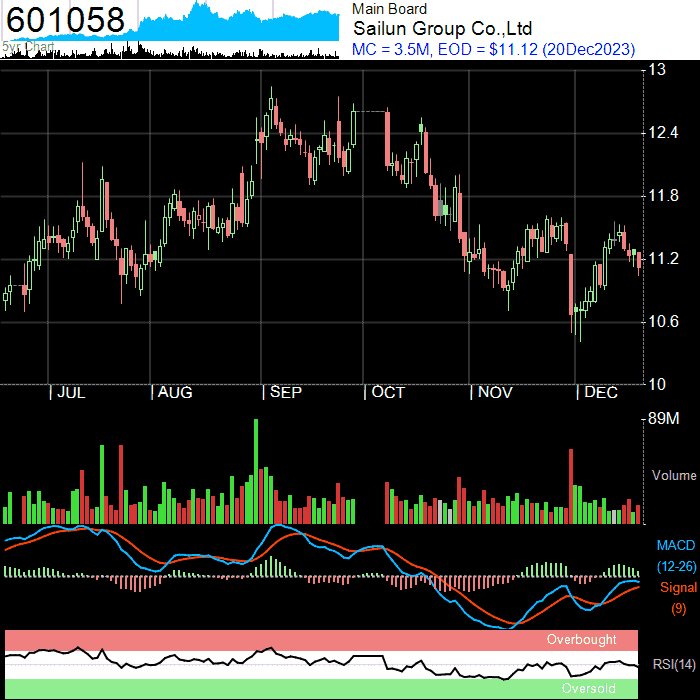 601058
5yr Chart
Main Board
Sailun Group Co.,Ltd
MC = 3.5M, EOD = $11.12 (20Dec2023)
13
12.4
11.8
11.2
10.6
10
| JUL | AUG | SEP | OCT | NOV | DEC
89M
Volume
MACD
(12-26)
Signal
(9)
Overbought
RSI(14)
Oversold